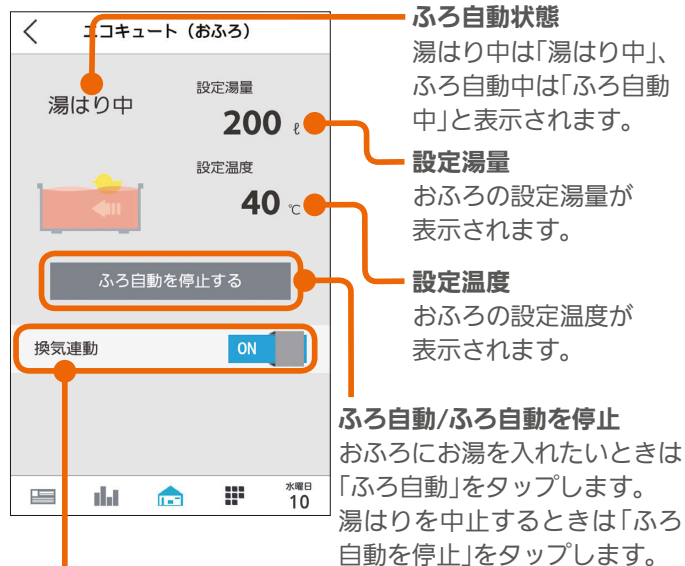 エコキュート（おふろ）
湯はり中
設定湯量
200 ℓ
設定温度
40 ℃
ふろ自動を停止する
換気連動
ON
水曜日
10
ふろ自動状態
湯はり中は「湯はり中」、
ふろ自動中は「ふろ自動
中」と表示されます。
設定湯量
おふろの設定湯量が
表示されます。
設定温度
おふろの設定温度が
表示されます。
ふろ自動/ふろ自動を停止
おふろにお湯を入れたいときは
「ふろ自動」をタップします。
湯はりを中止するときは「ふろ
自動を停止」をタップします。